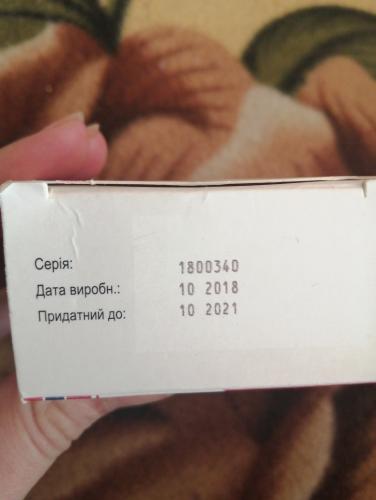 Серія: 1800340
Дата виробн.: 10 2018
Придатний до: 10 2021